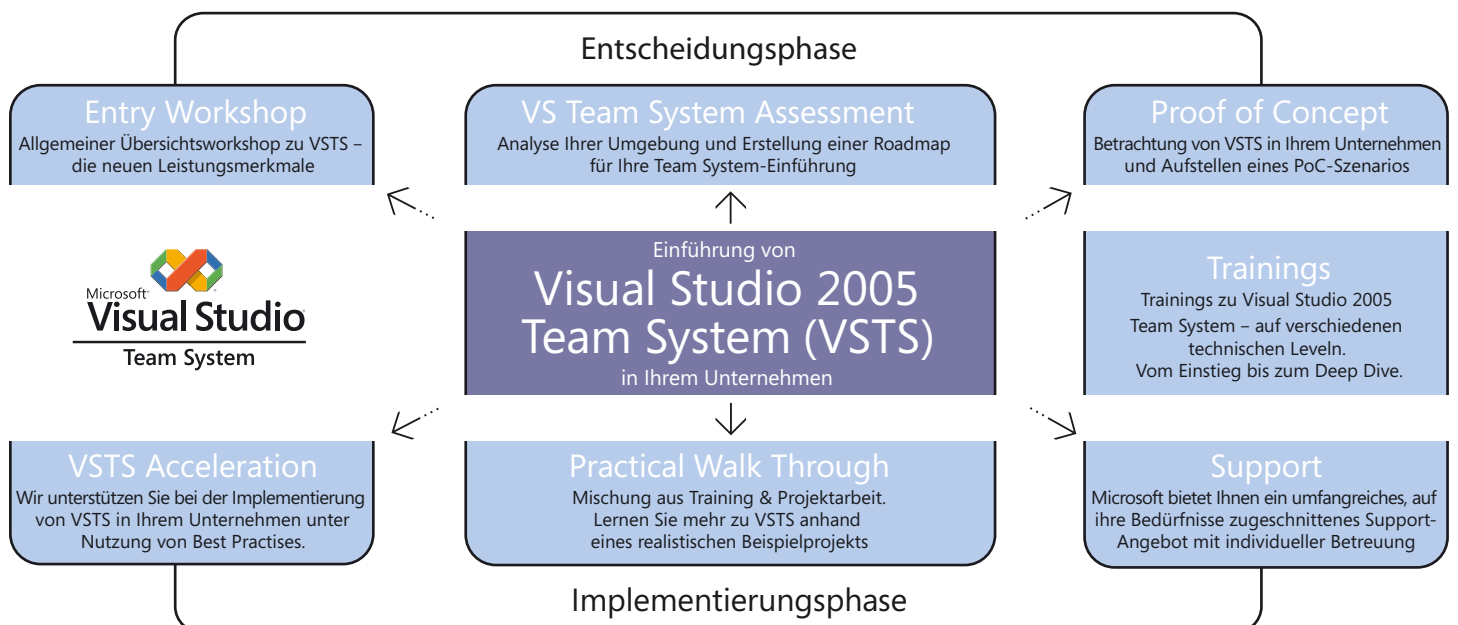 Entscheidungsphase
Entry Workshop
Allgemeiner Übersichtsworkshop zu VSTS –
die neuen Leistungsmerkmale
VS Team System Assessment
Analyse Ihrer Umgebung und Erstellung einer Roadmap
für Ihre Team System-Einführung
Proof of Concept
Betrachtung von VSTS in Ihrem Unternehmen
und Aufstellen eines PoC-Szenarios
Microsoft®
Visual Studio
Team System
Einführung von
Visual Studio 2005
Team System (VSTS)
in Ihrem Unternehmen
Trainings
Trainings zu Visual Studio 2005
Team System – auf verschiedenen
technischen Leveln.
Vom Einstieg bis zum Deep Dive.
VSTS Acceleration
Wir unterstützen Sie bei der Implementierung
von VSTS in Ihrem Unternehmen unter
Nutzung von Best Practises.
Practical Walk Through
Mischung aus Training & Projektarbeit.
Lernen Sie mehr zu VSTS anhand
eines realistischen Beispielprojekts
Support
Microsoft bietet Ihnen ein umfangreiches, auf
ihre Bedürfnisse zugeschnittenes Support-
Angebot mit individueller Betreuung
Implementierungsphase